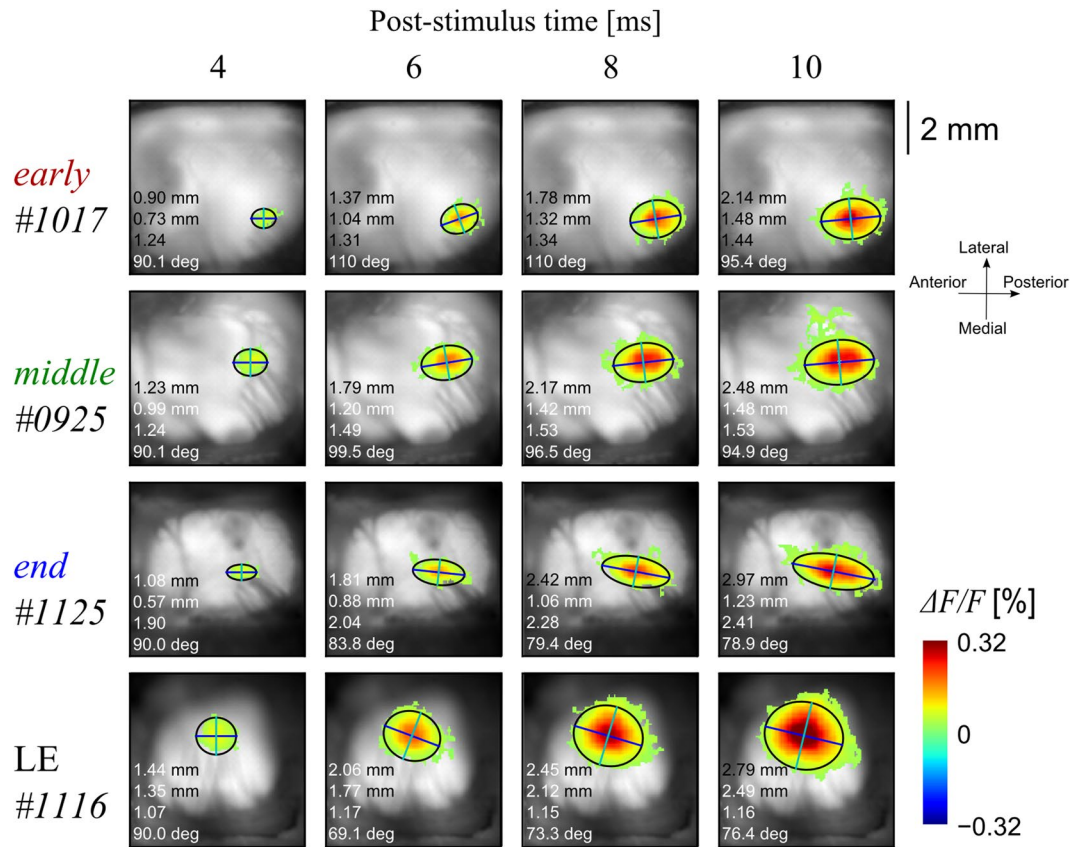 Post-stimulus time [ms]
4 6 8 10
early
#1017
0.90 mm
0.73 mm
1.24
90.1 deg
1.37 mm
1.04 mm
1.31
110 deg
1.78 mm
1.32 mm
1.34
110 deg
2.14 mm
1.48 mm
1.44
95.4 deg
2 mm
Lateral
Anterior Posterior
Medial
middle
#0925
1.23 mm
0.99 mm
1.24
90.1 deg
1.79 mm
1.20 mm
1.49
99.5 deg
2.17 mm
1.42 mm
1.53
96.5 deg
2.48 mm
1.48 mm
1.53
94.9 deg
end
#1125
1.08 mm
0.57 mm
1.90
90.0 deg
1.81 mm
0.88 mm
2.04
83.8 deg
2.42 mm
1.06 mm
2.28
79.4 deg
2.97 mm
1.23 mm
2.41
78.9 deg
ΔF/F [%]
0.32
0
−0.32
LE
#1116
1.44 mm
1.35 mm
1.07
90.0 deg
2.06 mm
1.77 mm
1.17
69.1 deg
2.45 mm
2.12 mm
1.15
73.3 deg
2.79 mm
2.49 mm
1.16
76.4 deg